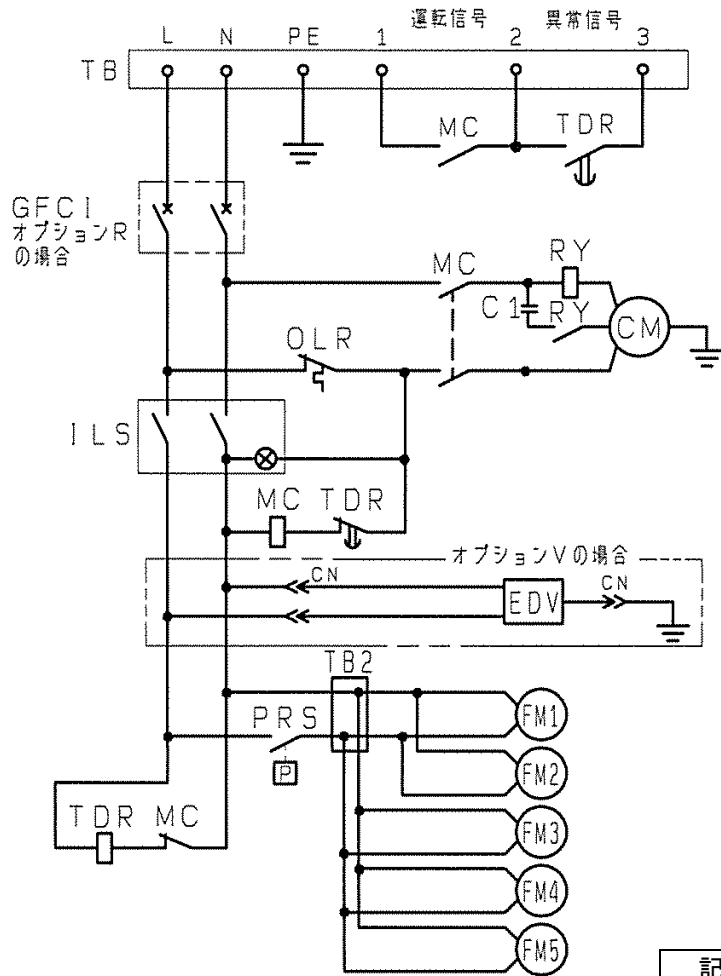 運転信号 異常信号
L N PE 1 2 3
TB
MC TDR
GFCI
オプションR
の場合
MC RY
C1 RY CM
OLR
ILS
MC TDR
オプションVの場合
CN EDV CN
TB2
PRS FM1
P
FM2
TDR MC
FM3
FM4
FM5
記